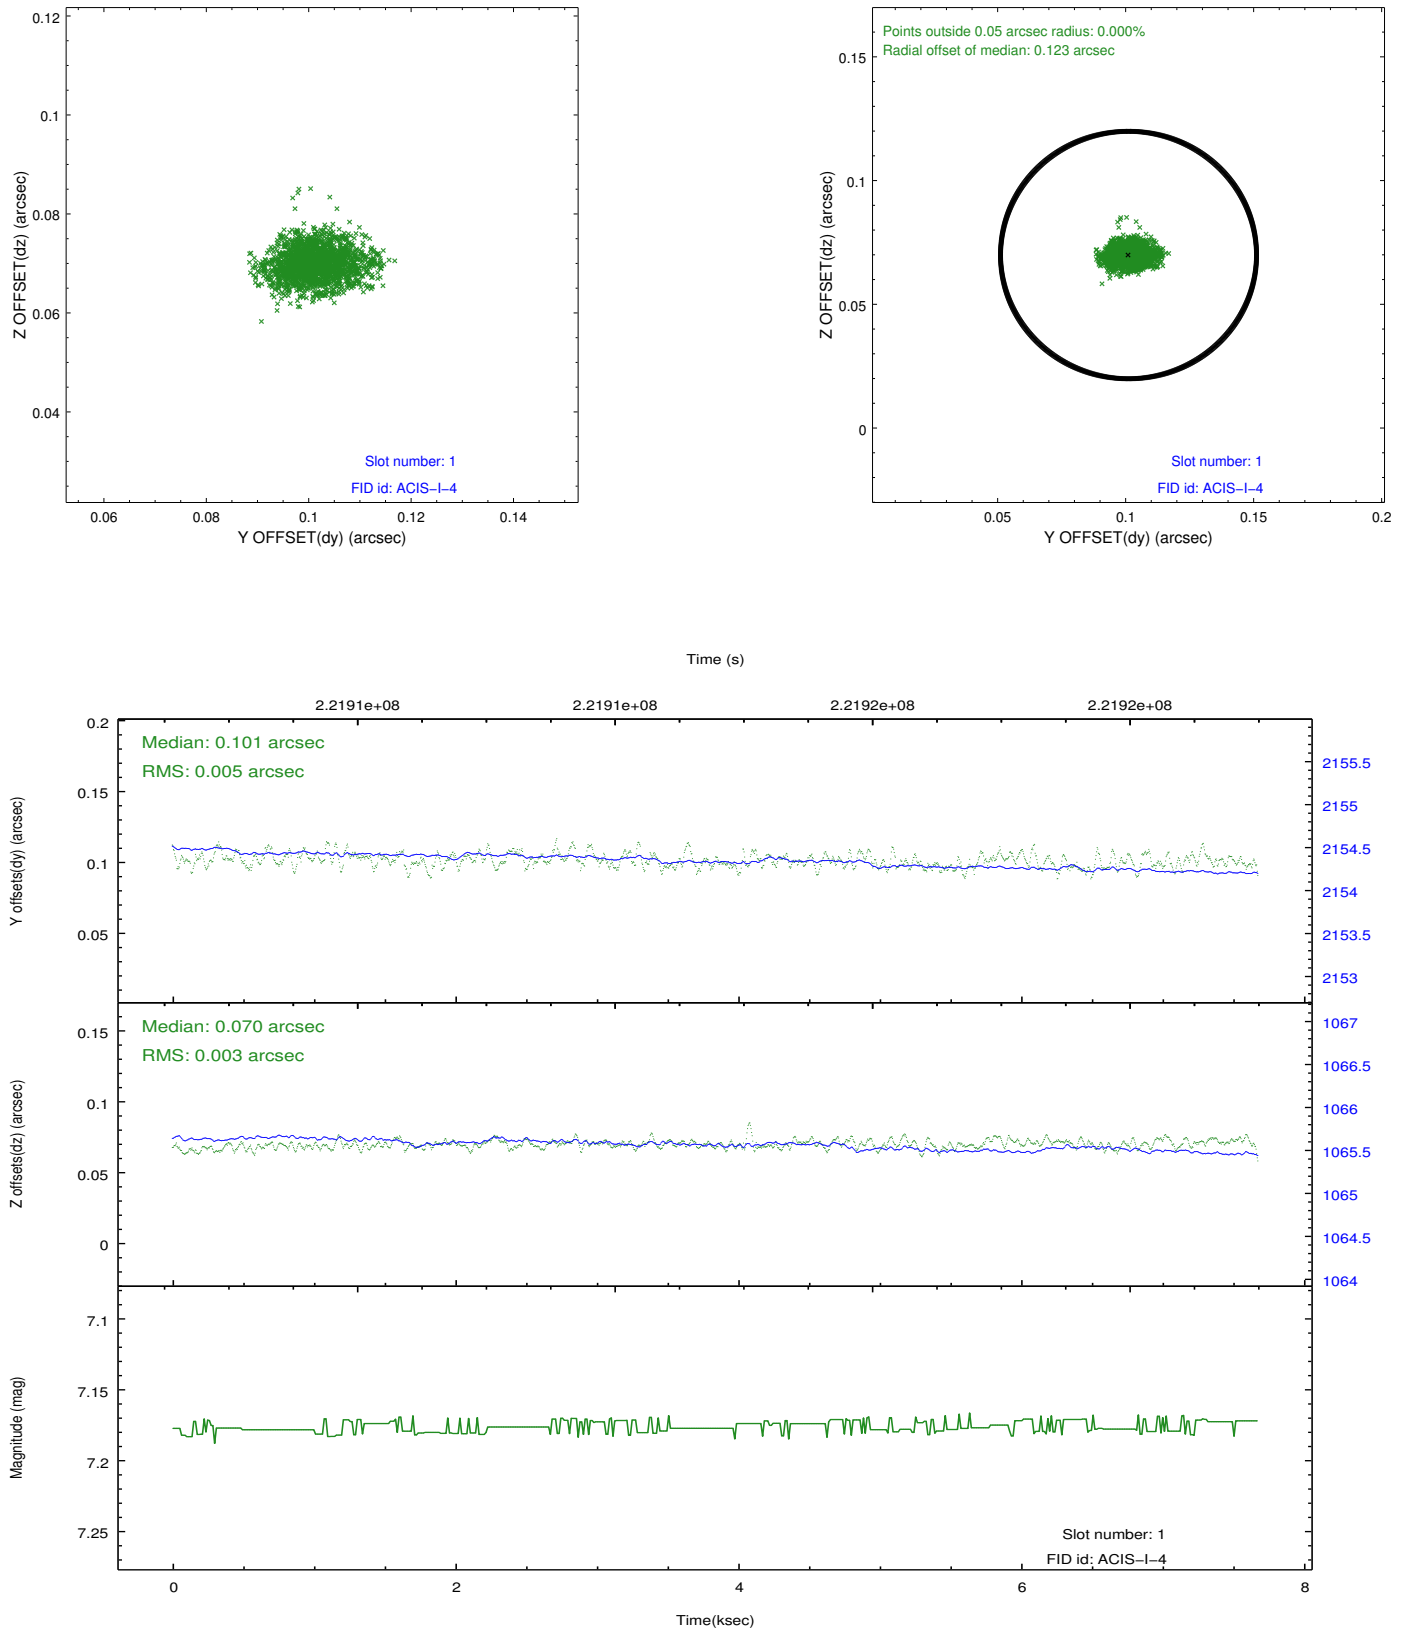 0.12
0.1
0.08
0.06
0.04
Z OFFSET(dz) (arcsec)
Slot number: 1
FID id: ACIS−I−4
0.06 0.08 0.1 0.12 0.14
Y OFFSET(dy) (arcsec)
Points outside 0.05 arcsec radius: 0.000%
Radial offset of median: 0.123 arcsec
0.15
0.1
0.05
0
Z OFFSET(dz) (arcsec)
Slot number: 1
FID id: ACIS−I−4
0.05 0.1 0.15 0.2
Y OFFSET(dy) (arcsec)
Time (s)
2.2191e+08 2.2191e+08 2.2192e+08 2.2192e+08
Median: 0.101 arcsec
RMS: 0.005 arcsec
0.2
0.15
0.1
0.05
Y offsets(dy) (arcsec)
2155.5
2155
2154.5
2154
2153.5
2153
Median: 0.070 arcsec
RMS: 0.003 arcsec
0.15
0.1
0.05
0
Z offsets(dz) (arcsec)
1067
1066.5
1066
1065.5
1065
1064.5
1064
7.1
7.15
7.2
7.25
Magnitude (mag)
Slot number: 1
FID id: ACIS−I−4
0 2 4 6 8
Time(ksec)